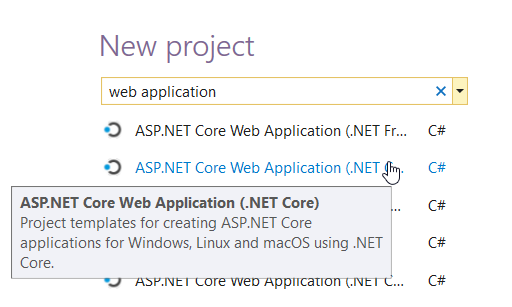 New project
web application
ASP.NET Core Web Application (.NET Fr... C#
ASP.NET Core Web Application (.NET C#
ASP.NET Core Web Application (.NET Core)
Project templates for creating ASP.NET Core
applications for Windows, Linux and macOS using .NET
Core.
C#
C#
ASP.NET Core Web Application (.NET C... C#